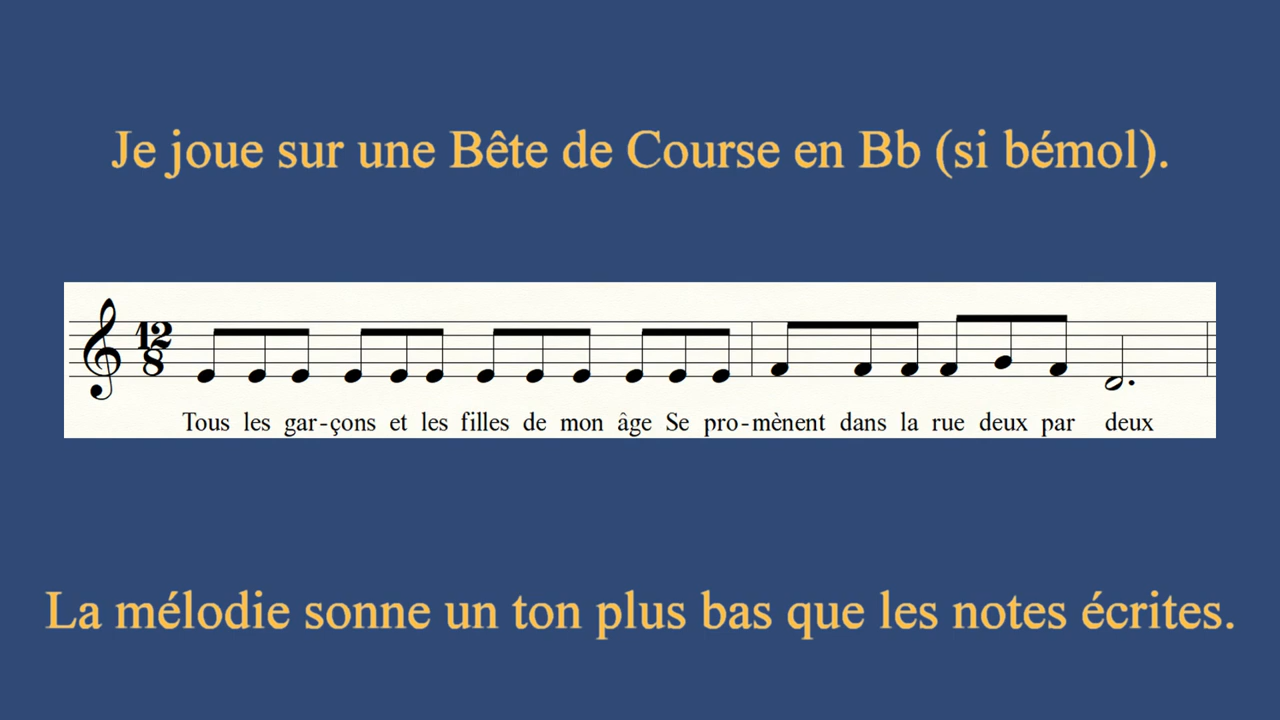 Je joue sur une Bête de Course en Bb (si bémol).
12
8
Tous les gar-çons et les filles de mon âge Se pro-mènent dans la rue deux par deux
La mélodie sonne un ton plus bas que les notes écrites.